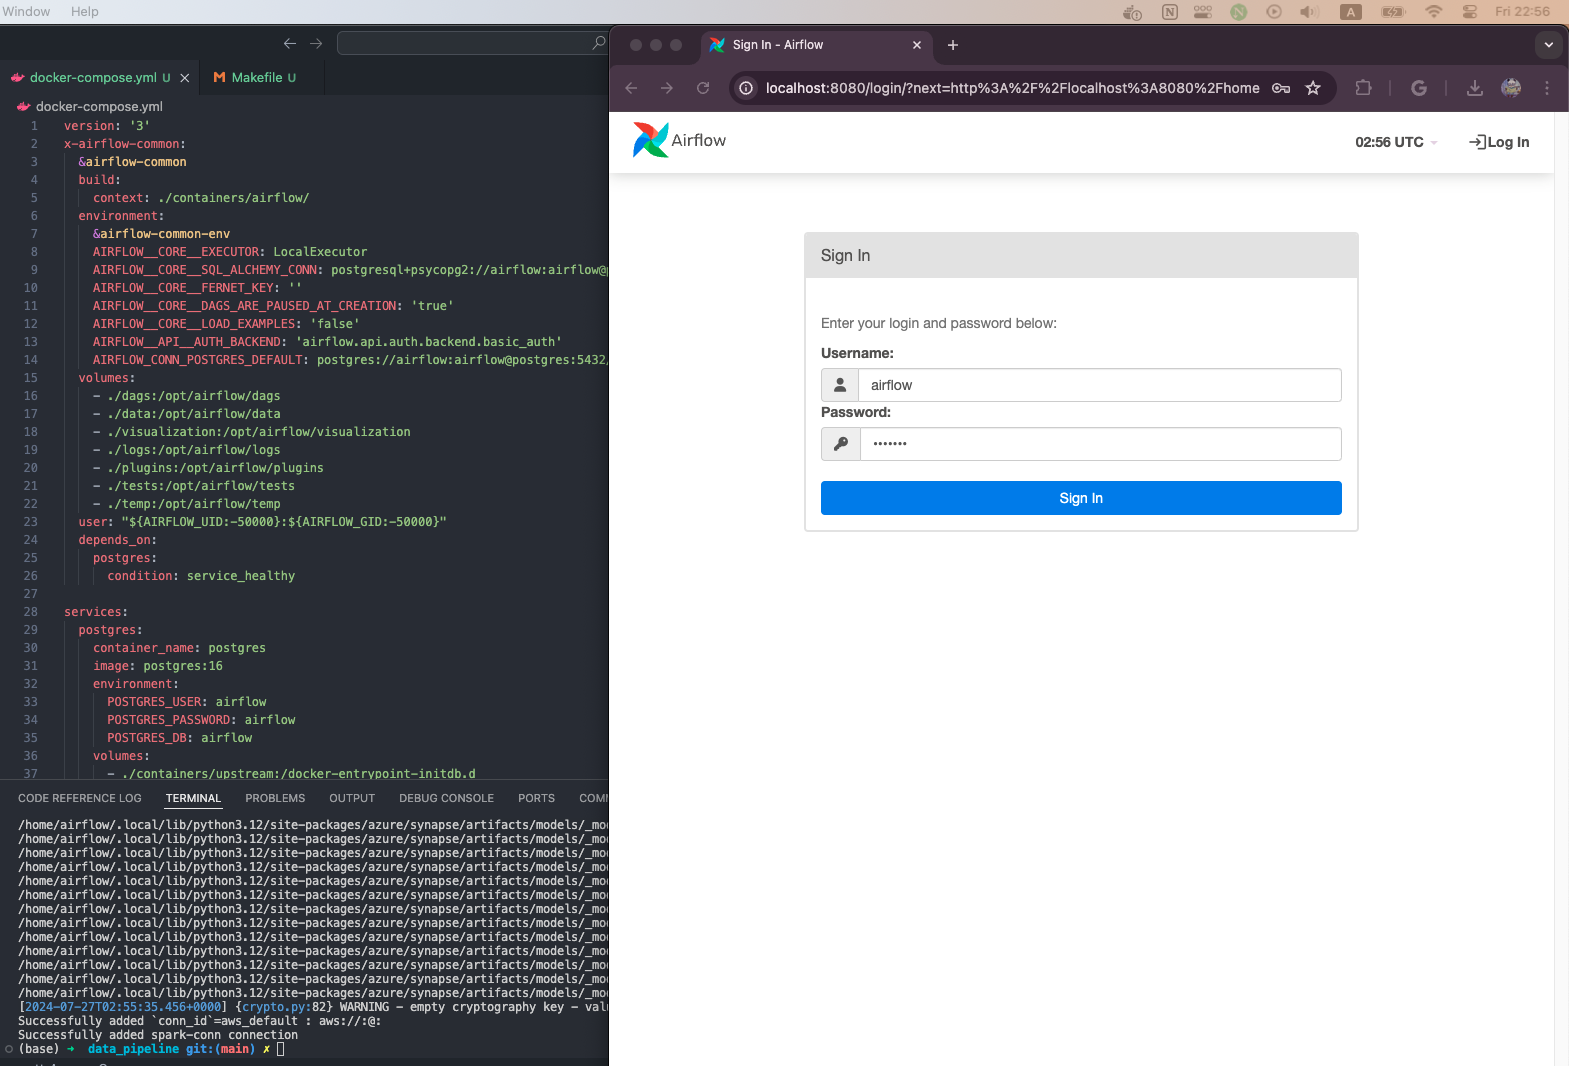 Window Help
N
A
Fri 22:56
docker-compose.yml U
Makefile U
docker-compose.yml
1 version: '3'
2 x-airflow-common:
3 &airflow-common
4 build:
5 context: ./containers/airflow/
6 environment:
7 &airflow-common-env
8 AIRFLOW__CORE__EXECUTOR: LocalExecutor
9 AIRFLOW__CORE__SQL_ALCHEMY_CONN: postgresql+psycopg2://airflow:airflow@
10 AIRFLOW__CORE__FERNET_KEY: ''
11 AIRFLOW__CORE__DAGS_ARE_PAUSED_AT_CREATION: 'true'
12 AIRFLOW__CORE__LOAD_EXAMPLES: 'false'
13 AIRFLOW__API__AUTH_BACKEND: 'airflow.api.auth.backend.basic_auth'
14 AIRFLOW_CONN_POSTGRES_DEFAULT: postgres://airflow:airflow@postgres:5432/
15 volumes:
16 - ./dags:/opt/airflow/dags
17 - ./data:/opt/airflow/data
18 - ./visualization:/opt/airflow/visualization
19 - ./logs:/opt/airflow/logs
20 - ./plugins:/opt/airflow/plugins
21 - ./tests:/opt/airflow/tests
22 - ./temp:/opt/airflow/temp
23 user: "${AIRFLOW_UID:-50000}:${AIRFLOW_GID:-50000}"
24 depends_on:
25 postgres:
26 condition: service_healthy
27
28 services:
29 postgres:
30 container_name: postgres
31 image: postgres:16
32 environment:
33 POSTGRES_USER: airflow
34 POSTGRES_PASSWORD: airflow
35 POSTGRES_DB: airflow
36 volumes:
37 - ./containers/upstream:/docker-entrypoint-initdb.d
CODE REFERENCE LOG TERMINAL PROBLEMS OUTPUT DEBUG CONSOLE PORTS COM
/home/airflow/.local/lib/python3.12/site-packages/azure/synapse/artifacts/models/_mo
/home/airflow/.local/lib/python3.12/site-packages/azure/synapse/artifacts/models/_mo
/home/airflow/.local/lib/python3.12/site-packages/azure/synapse/artifacts/models/_mo
/home/airflow/.local/lib/python3.12/site-packages/azure/synapse/artifacts/models/_mo
/home/airflow/.local/lib/python3.12/site-packages/azure/synapse/artifacts/models/_mo
/home/airflow/.local/lib/python3.12/site-packages/azure/synapse/artifacts/models/_mo
/home/airflow/.local/lib/python3.12/site-packages/azure/synapse/artifacts/models/_mo
/home/airflow/.local/lib/python3.12/site-packages/azure/synapse/artifacts/models/_mo
/home/airflow/.local/lib/python3.12/site-packages/azure/synapse/artifacts/models/_mo
/home/airflow/.local/lib/python3.12/site-packages/azure/synapse/artifacts/models/_mo
/home/airflow/.local/lib/python3.12/site-packages/azure/synapse/artifacts/models/_mo
/home/airflow/.local/lib/python3.12/site-packages/azure/synapse/artifacts/models/_mo
/home/airflow/.local/lib/python3.12/site-packages/azure/synapse/artifacts/models/_mo
[2024-07-27T02:55:35.456+0000] {crypto.py:82} WARNING - empty cryptography key - valu
Successfully added `conn_id`=aws_default : aws://:@:
Successfully added spark-conn connection
(base) ➜ data_pipeline git:(main) ✗
Sign In - Airflow
localhost:8080/login/?next=http%3A%2F%2Flocalhost%3A8080%2Fhome
Airflow
02:56 UTC
Log In
Sign In
Enter your login and password below:
Username:
airflow
Password:
•••••••
Sign In